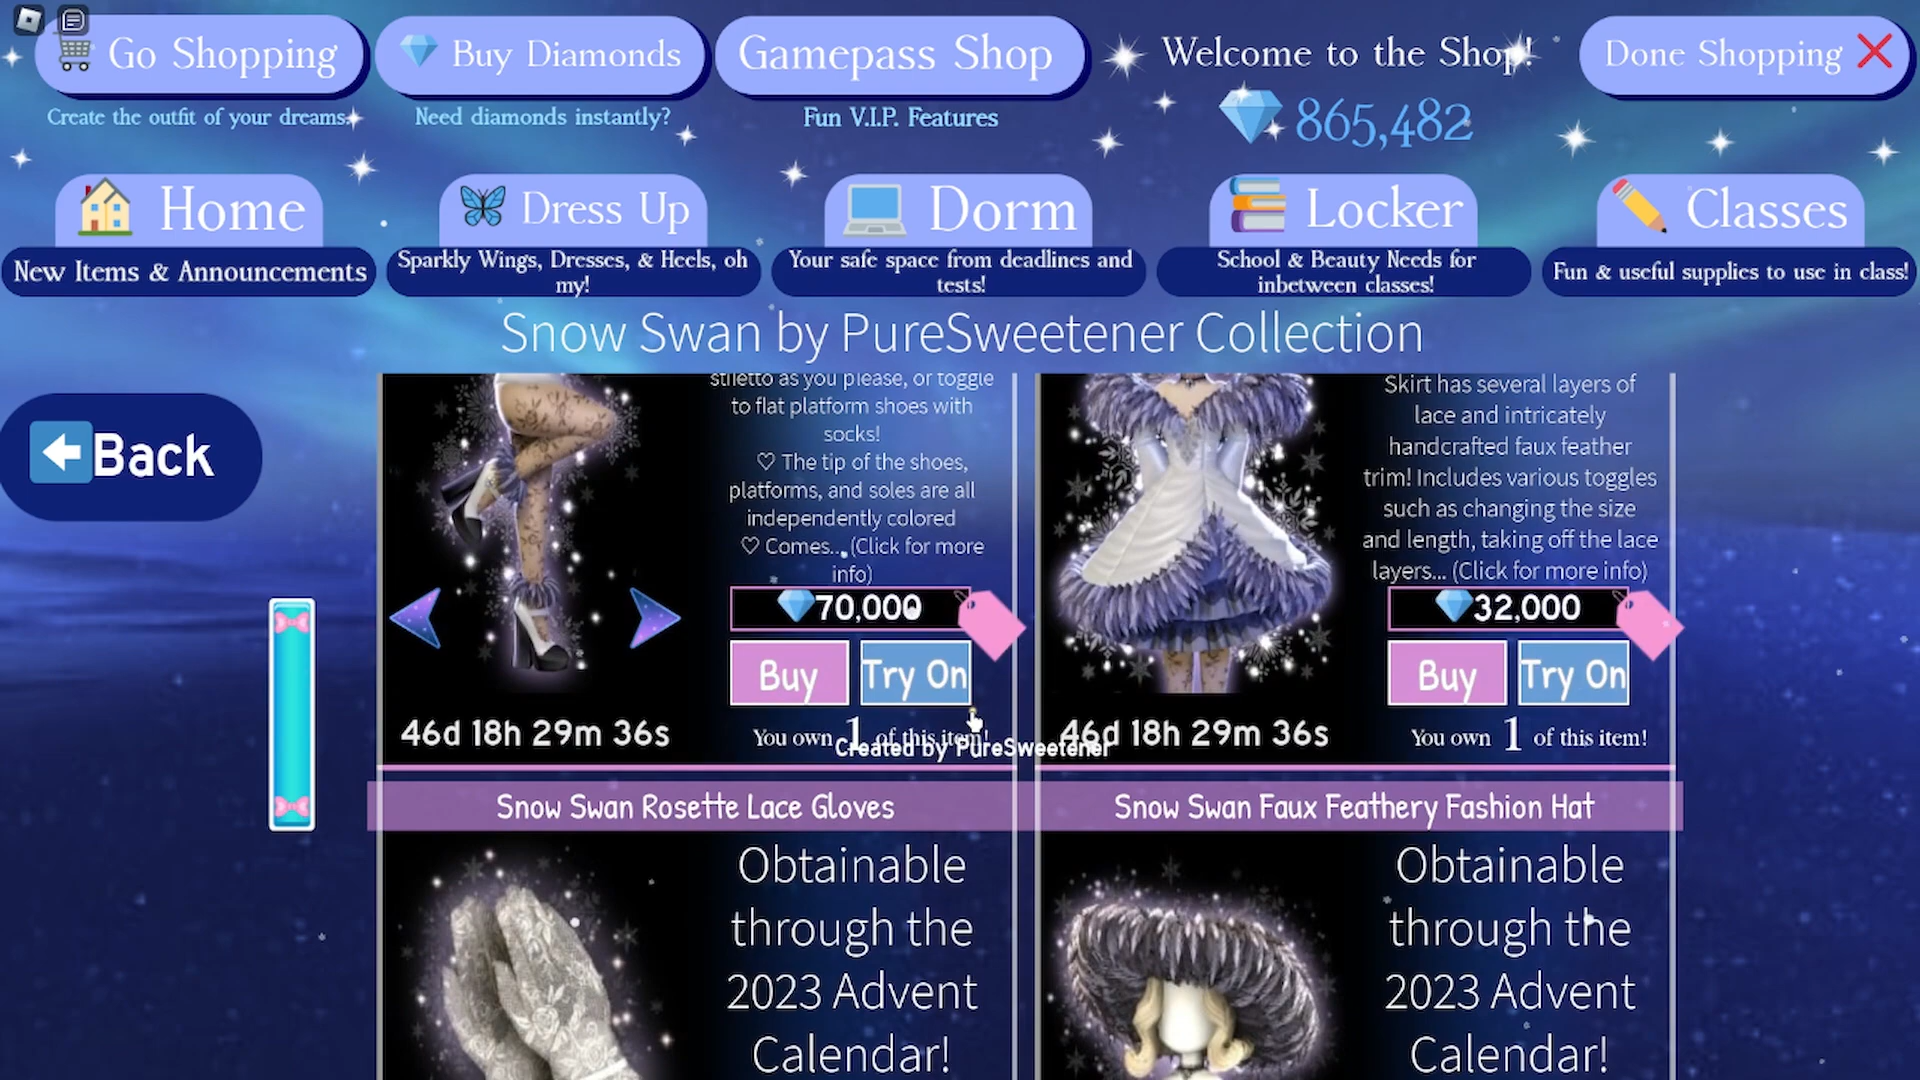 Go Shopping
Buy Diamonds
Gamepass Shop
Welcome to the Shop!
Done Shopping
Create the outfit of your dreams.
Need diamonds instantly?
Fun V.I.P. Features
865,482
Home
Dress Up
Dorm
Locker
Classes
New Items & Announcements
Sparkly Wings, Dresses, & Heels, oh
my!
Your safe space from deadlines and
tests!
School & Beauty Needs for
inbetween classes!
Fun & useful supplies to use in class!
Snow Swan by PureSweetener Collection
Back
stiletto as you please, or toggle
to flat platform shoes with
socks!
♡ The tip of the shoes,
platforms, and soles are all
independently colored
♡ Comes... (Click for more
info)
70,000
Buy
Try On
46d 18h 29m 36s
You own 1 of this item!
Created by PureSweetener
Skirt has several layers of
lace and intricately
handcrafted faux feather
trim! Includes various toggles
such as changing the size
and length, taking off the lace
layers... (Click for more info)
32,000
Buy
Try On
46d 18h 29m 36s
You own 1 of this item!
Snow Swan Rosette Lace Gloves
Obtainable
through the
2023 Advent
Calendar!
Snow Swan Faux Feathery Fashion Hat
Obtainable
through the
2023 Advent
Calendar!